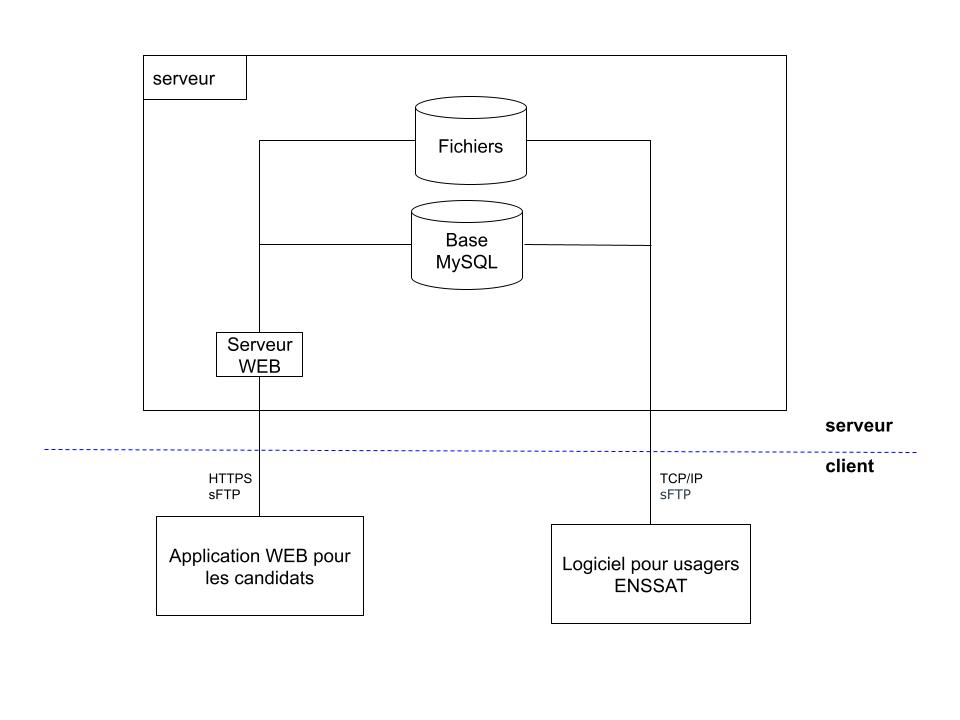 serveur
Fichiers
Base
MySQL
Serveur
WEB
serveur
client
HTTPS
sFTP
TCP/IP
sFTP
Application WEB pour
les candidats
Logiciel pour usagers
ENSSAT